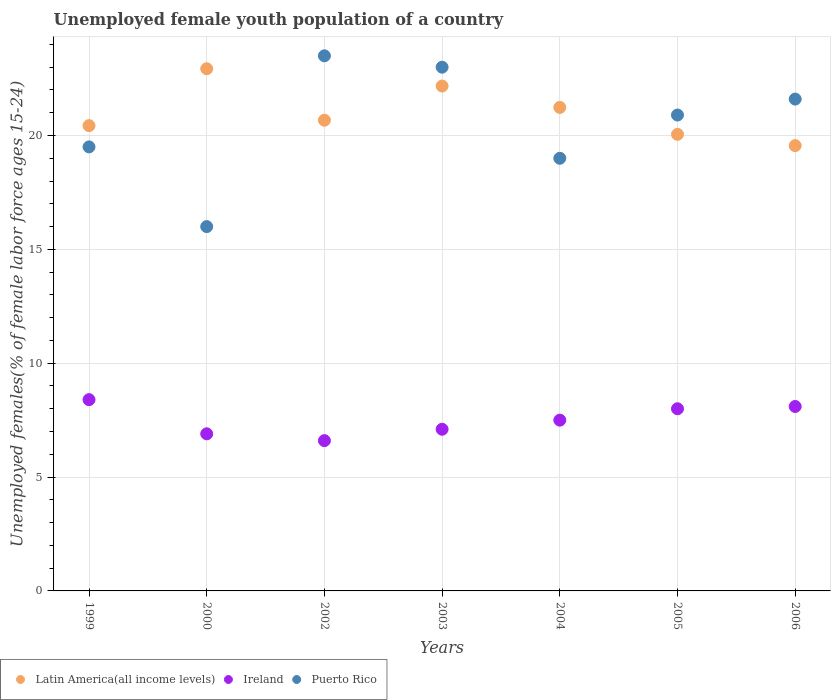 Unemployed female youth population of a country
Unemployed females(% of female labor force ages 15-24)
20
15
10
5
0
1999
2000
2002
2003
2004
2005
2006
Years
Latin America(all income levels)
Ireland
Puerto Rico